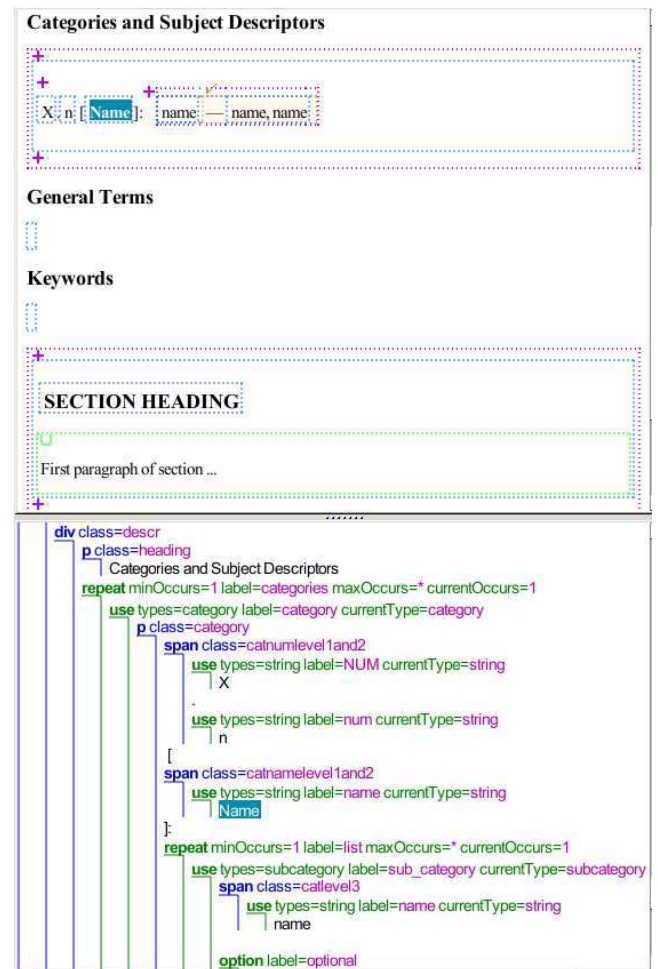 Categories and Subject Descriptors
X . n [ Name ]: name — name, name
General Terms
Keywords
SECTION HEADING
First paragraph of section ...
div class=descr
p class=heading
Categories and Subject Descriptors
repeat minOccurs=1 label=categories maxOccurs=* currentOccurs=1
use types=category label=category currentType=category
p class=category
span class=catnumlevel1and2
use types=string label=NUM currentType=string
X
.
use types=string label=num currentType=string
n
[
span class=catnamelevel1and2
use types=string label=name currentType=string
Name
]:
repeat minOccurs=1 label=list maxOccurs=* currentOccurs=1
use types=subcategory label=sub_category currentType=subcategory
span class=catlevel3
use types=string label=name currentType=string
name
option label=optional